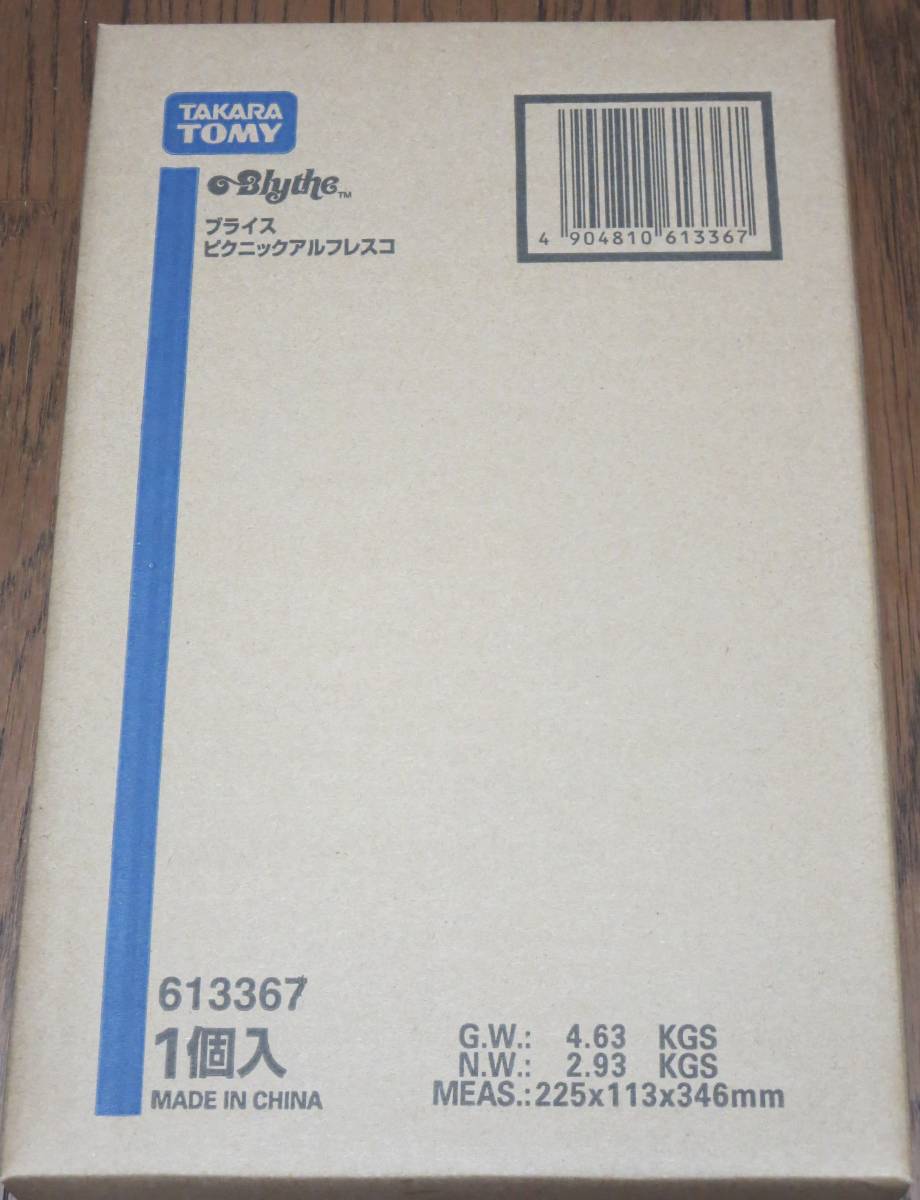 TAKARA
TOMY
Blythe™
ブライス
ピクニックアルフレスコ
4 904810 613367
613367
1個入
MADE IN CHINA
G.W.: 4.63 KGS
N.W.: 2.93 KGS
MEAS.:225x113x346mm